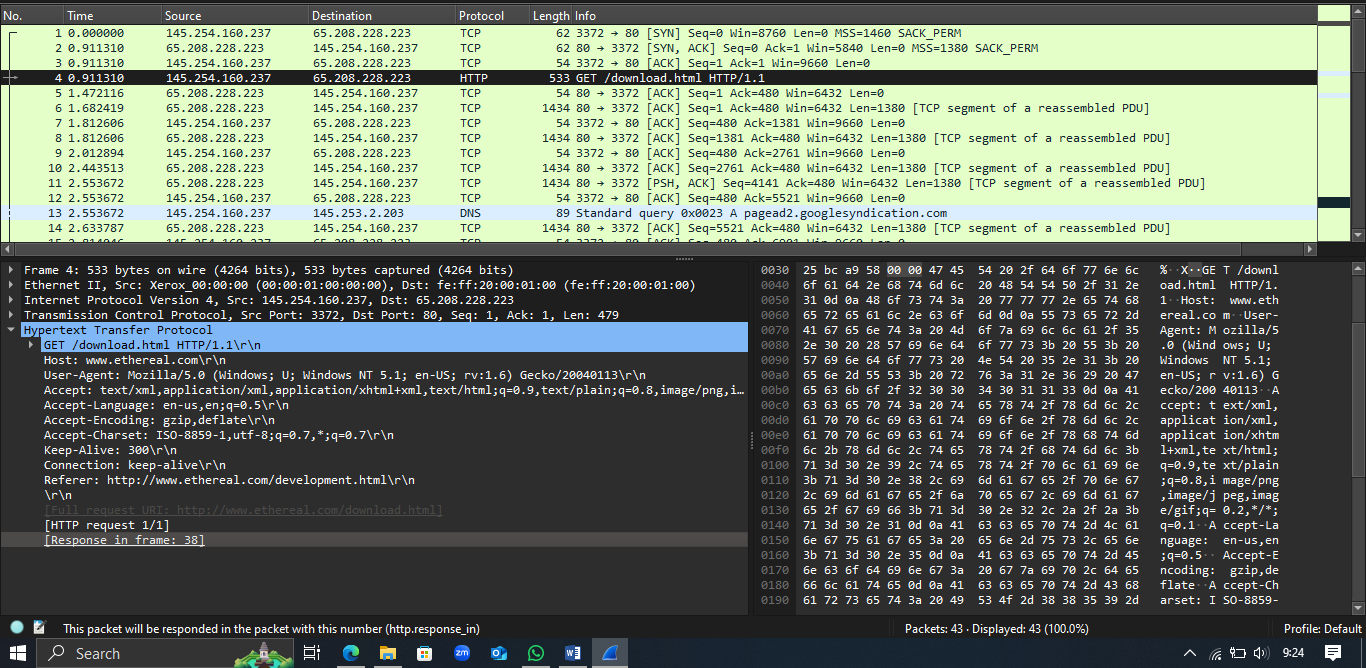 No. Time Source Destination Protocol Length Info
1 0.000000 145.254.160.237 65.208.228.223 TCP 62 3372 → 80 [SYN] Seq=0 Win=8760 Len=0 MSS=1460 SACK_PERM
2 0.911310 65.208.228.223 145.254.160.237 TCP 62 80 → 3372 [SYN, ACK] Seq=0 Ack=1 Win=5840 Len=0 MSS=1380 SACK_PERM
3 0.911310 145.254.160.237 65.208.228.223 TCP 54 3372 → 80 [ACK] Seq=1 Ack=1 Win=9660 Len=0
4 0.911310 145.254.160.237 65.208.228.223 HTTP 533 GET /download.html HTTP/1.1
5 1.472116 65.208.228.223 145.254.160.237 TCP 54 80 → 3372 [ACK] Seq=1 Ack=480 Win=6432 Len=0
6 1.682419 65.208.228.223 145.254.160.237 TCP 1434 80 → 3372 [ACK] Seq=1 Ack=480 Win=6432 Len=1380 [TCP segment of a reassembled PDU]
7 1.812606 145.254.160.237 65.208.228.223 TCP 54 3372 → 80 [ACK] Seq=480 Ack=1381 Win=9660 Len=0
8 1.812606 65.208.228.223 145.254.160.237 TCP 1434 80 → 3372 [ACK] Seq=1381 Ack=480 Win=6432 Len=1380 [TCP segment of a reassembled PDU]
9 2.012894 145.254.160.237 65.208.228.223 TCP 54 3372 → 80 [ACK] Seq=480 Ack=2761 Win=9660 Len=0
10 2.443513 65.208.228.223 145.254.160.237 TCP 1434 80 → 3372 [ACK] Seq=2761 Ack=480 Win=6432 Len=1380 [TCP segment of a reassembled PDU]
11 2.553672 65.208.228.223 145.254.160.237 TCP 1434 80 → 3372 [PSH, ACK] Seq=4141 Ack=480 Win=6432 Len=1380 [TCP segment of a reassembled PDU]
12 2.553672 145.254.160.237 65.208.228.223 TCP 54 3372 → 80 [ACK] Seq=480 Ack=5521 Win=9660 Len=0
13 2.553672 145.254.160.237 145.253.2.203 DNS 89 Standard query 0x0023 A pagead2.googlesyndication.com
14 2.633787 65.208.228.223 145.254.160.237 TCP 1434 80 → 3372 [ACK] Seq=5521 Ack=480 Win=6432 Len=1380 [TCP segment of a reassembled PDU]
Frame 4: 533 bytes on wire (4264 bits), 533 bytes captured (4264 bits)
Ethernet II, Src: Xerox_00:00:00 (00:00:01:00:00:00), Dst: fe:ff:20:00:01:00 (fe:ff:20:00:01:00)
Internet Protocol Version 4, Src: 145.254.160.237, Dst: 65.208.228.223
Transmission Control Protocol, Src Port: 3372, Dst Port: 80, Seq: 1, Ack: 1, Len: 479
Hypertext Transfer Protocol
GET /download.html HTTP/1.1\r\n
Host: www.ethereal.com\r\n
User-Agent: Mozilla/5.0 (Windows; U; Windows NT 5.1; en-US; rv:1.6) Gecko/20040113\r\n
Accept: text/xml,application/xml,application/xhtml+xml,text/html;q=0.9,text/plain;q=0.8,image/png,i…
Accept-Language: en-us,en;q=0.5\r\n
Accept-Encoding: gzip,deflate\r\n
Accept-Charset: ISO-8859-1,utf-8;q=0.7,*;q=0.7\r\n
Keep-Alive: 300\r\n
Connection: keep-alive\r\n
Referer: http://www.ethereal.com/development.html\r\n
\r\n
[Full request URI: http://www.ethereal.com/download.html]
[HTTP request 1/1]
[Response in frame: 38]
0030 25 bc a9 58 00 00 47 45 54 20 2f 64 6f 77 6e 6c %··X··GE T /downl
0040 6f 61 64 2e 68 74 6d 6c 20 48 54 54 50 2f 31 2e oad.html HTTP/1.
0050 31 0d 0a 48 6f 73 74 3a 20 77 77 77 2e 65 74 68 1··Host: www.eth
0060 65 72 65 61 6c 2e 63 6f 6d 0d 0a 55 73 65 72 2d ereal.co m··User-
0070 41 67 65 6e 74 3a 20 4d 6f 7a 69 6c 6c 61 2f 35 Agent: M ozilla/5
0080 2e 30 20 28 57 69 6e 64 6f 77 73 3b 20 55 3b 20 .0 (Wind ows; U;
0090 57 69 6e 64 6f 77 73 20 4e 54 20 35 2e 31 3b 20 Windows NT 5.1;
00a0 65 6e 2d 55 53 3b 20 72 76 3a 31 2e 36 29 20 47 en-US; r v:1.6) G
00b0 65 63 6b 6f 2f 32 30 30 34 30 31 31 33 0d 0a 41 ecko/200 40113··A
00c0 63 63 65 70 74 3a 20 74 65 78 74 2f 78 6d 6c 2c ccept: t ext/xml,
00d0 61 70 70 6c 69 63 61 74 69 6f 6e 2f 78 6d 6c 2c applicat ion/xml,
00e0 61 70 70 6c 69 63 61 74 69 6f 6e 2f 78 68 74 6d applicat ion/xhtm
00f0 6c 2b 78 6d 6c 2c 74 65 78 74 2f 68 74 6d 6c 3b l+xml,te xt/html;
0100 71 3d 30 2e 39 2c 74 65 78 74 2f 70 6c 61 69 6e q=0.9,te xt/plain
0110 3b 71 3d 30 2e 38 2c 69 6d 61 67 65 2f 70 6e 67 ;q=0.8,i mage/png
0120 2c 69 6d 61 67 65 2f 6a 70 65 67 2c 69 6d 61 67 ,image/j peg,imag
0130 65 2f 67 69 66 3b 71 3d 30 2e 32 2c 2a 2f 2a 3b e/gif;q= 0.2,*/*;
0140 71 3d 30 2e 31 0d 0a 41 63 63 65 70 74 2d 4c 61 q=0.1··A ccept-La
0150 6e 67 75 61 67 65 3a 20 65 6e 2d 75 73 2c 65 6e nguage: en-us,en
0160 3b 71 3d 30 2e 35 0d 0a 41 63 63 65 70 74 2d 45 ;q=0.5·· Accept-E
0170 6e 63 6f 64 69 6e 67 3a 20 67 7a 69 70 2c 64 65 ncoding: gzip,de
0180 66 6c 61 74 65 0d 0a 41 63 63 65 70 74 2d 43 68 flate··A ccept-Ch
0190 61 72 73 65 74 3a 20 49 53 4f 2d 38 38 35 39 2d arset: I SO-8859-
This packet will be responded in the packet with this number (http.response_in) Packets: 43 · Displayed: 43 (100.0%) Profile: Default
Search zm 9:24